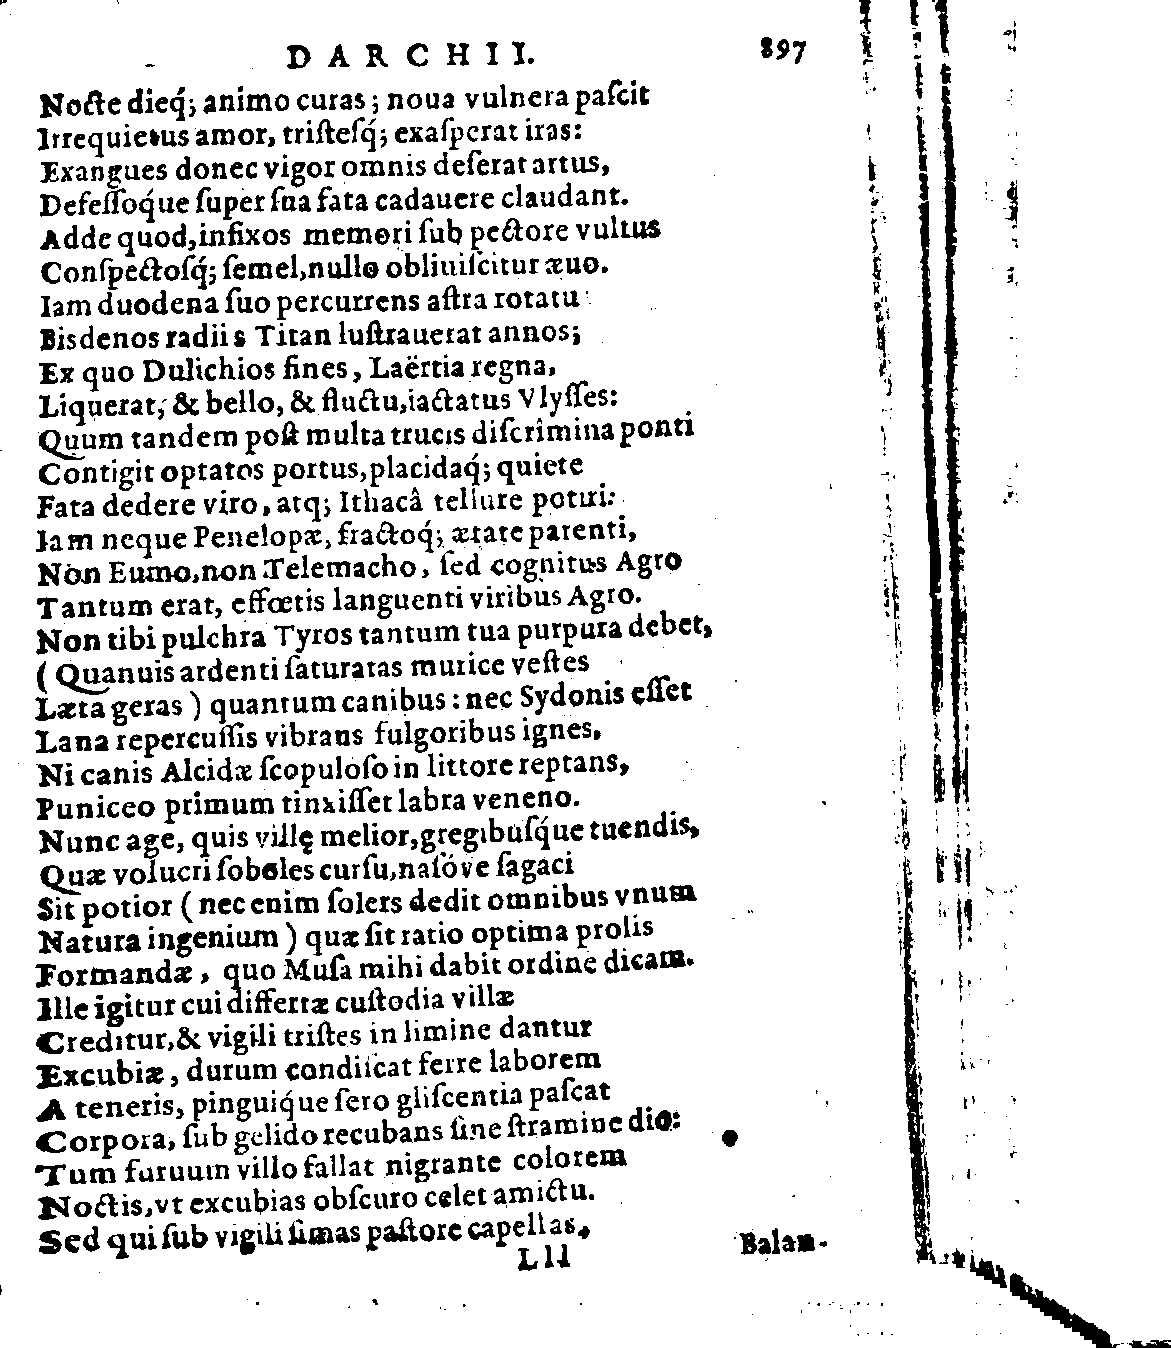 DARCHII. 897
Nocte dieq́; animo curas; noua vulnera paſcit
Irrequietus amor, triſteſq́; exaſperat iras:
Exangues donec vigor omnis deſerat artus,
Defeſſoq́ue ſuper ſua fata cadauere claudant.
Adde quod,infixos memori ſub pectore vultus
Conſpectoſq́; ſemel,nullo obliuiſcitur æuo.
Iam duodena ſuo percurrens aſtra rotatu
Bisdenos radiis Titan luſtrauerat annos;
Ex quo Dulichios fines, Laërtia regna,
Liquerat, & bello, & fluctu,iactatus Vlyſſes:
Quum tandem poſt multa trucis diſcrimina ponti
Contigit optatos portus,placidaq́; quiete
Fata dedere viro, atq; Ithacâ tellure potiri:
Iam neque Penelopæ, fractoq́; ætate parenti,
Non Eumo,non Telemacho, ſed cognitus Agro
Tantum erat, effœtis languenti viribus Agro.
Non tibi pulchra Tyros tantum tua purpura debet,
(Quanuis ardenti ſaturatas murice veſtes
Læta geras) quantum canibus: nec Sydonis eſſet
Lana repercuſſis vibrans fulgoribus ignes,
Ni canis Alcidæ ſcopuloſo in littore reptans,
Puniceo primum tinxiſſet labra veneno.
Nunc age, quis villę melior,gregibuſq́ue tuendis,
Quæ volucri ſoboles curſu,naſóve ſagaci
Sit potior (nec enim ſolers dedit omnibus vnum
Natura ingenium) quæ ſit ratio optima prolis
Formandæ, quo Muſa mihi dabit ordine dicam.
Ille igitur cui differtæ cuſtodia villæ
Creditur,& vigili triſtes in limine dantur
Excubiæ, durum condiſcat ferre laborem
A teneris, pinguiq́ue ſero gliſcentia paſcat
Corpora, ſub gelido recubans ſine ſtramine dio:
Tum furuum villo fallat nigrante colorem
Noctis,vt excubias obſcuro celet amictu.
Sed qui ſub vigili ſimas paſtore capellas,
Lll Balan-